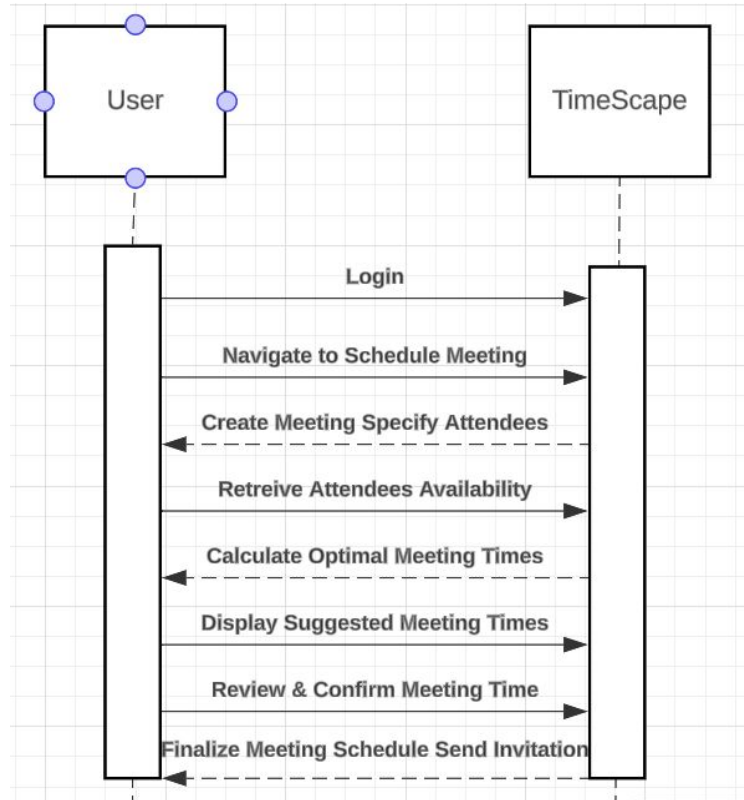 User
TimeScape
Login
Navigate to Schedule Meeting
Create Meeting Specify Attendees
Retreive Attendees Availability
Calculate Optimal Meeting Times
Display Suggested Meeting Times
Review & Confirm Meeting Time
Finalize Meeting Schedule Send Invitation